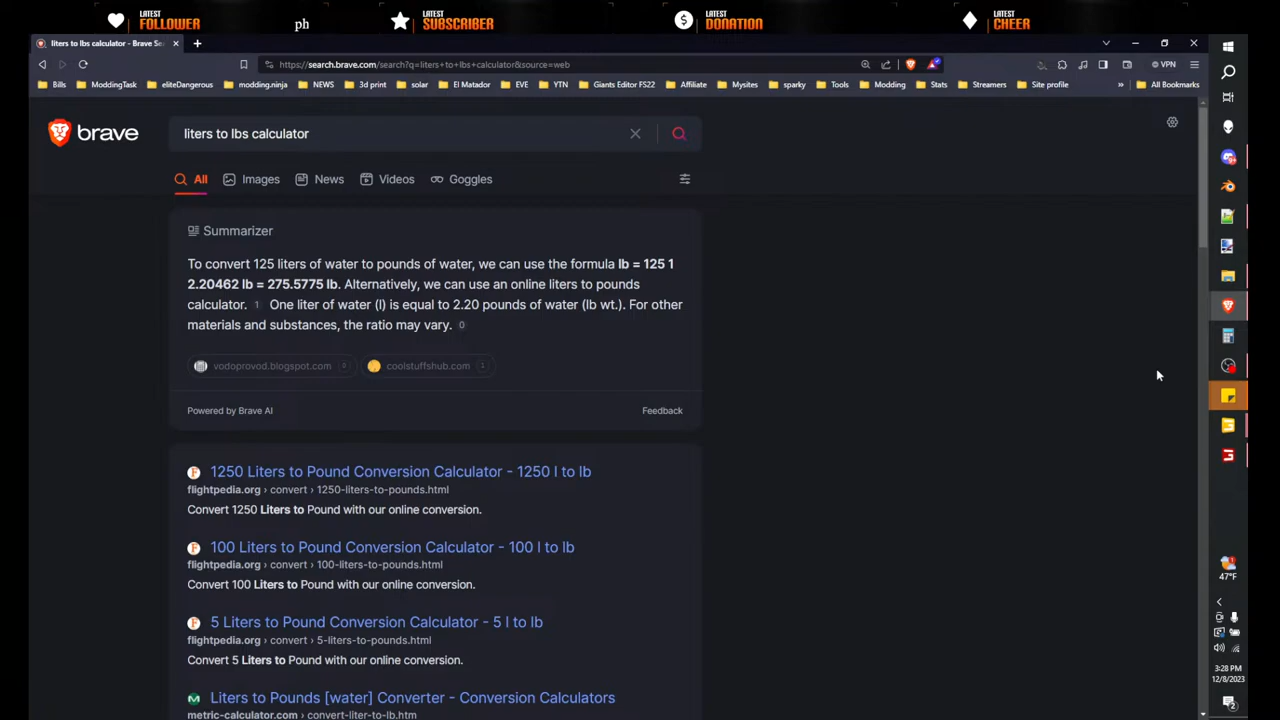 LATEST
FOLLOWER
ph
LATEST
SUBSCRIBER
LATEST
DONATION
LATEST
CHEER
liters to lbs calculator - Brave Se
https://search.brave.com/search?q=liters+to+lbs+calculator&source=web
VPN
Bills
ModdingTask
eliteDangerous
modding.ninja
NEWS
3d print
solar
El Matador
EVE
YTN
Giants Editor FS22
Affiliate
Mysites
sparky
Tools
Modding
Stats
Streamers
Site profile
»
All Bookmarks
brave
liters to lbs calculator
All
Images
News
Videos
Goggles
Summarizer
To convert 125 liters of water to pounds of water, we can use the formula lb = 125 1
2.20462 lb = 275.5775 lb. Alternatively, we can use an online liters to pounds
calculator. 1 One liter of water (l) is equal to 2.20 pounds of water (lb wt.). For other
materials and substances, the ratio may vary. 0
vodoprovod.blogspot.com
coolstuffshub.com 1
Powered by Brave AI
Feedback
1250 Liters to Pound Conversion Calculator - 1250 l to lb
flightpedia.org › convert › 1250-liters-to-pounds.html
Convert 1250 Liters to Pound with our online conversion.
100 Liters to Pound Conversion Calculator - 100 l to lb
flightpedia.org › convert › 100-liters-to-pounds.html
Convert 100 Liters to Pound with our online conversion.
5 Liters to Pound Conversion Calculator - 5 l to lb
flightpedia.org › convert › 5-liters-to-pounds.html
Convert 5 Liters to Pound with our online conversion.
Liters to Pounds [water] Converter - Conversion Calculators
metric-calculator.com › convert-liter-to-lb.htm
47°F
3:28 PM
12/8/2023
2